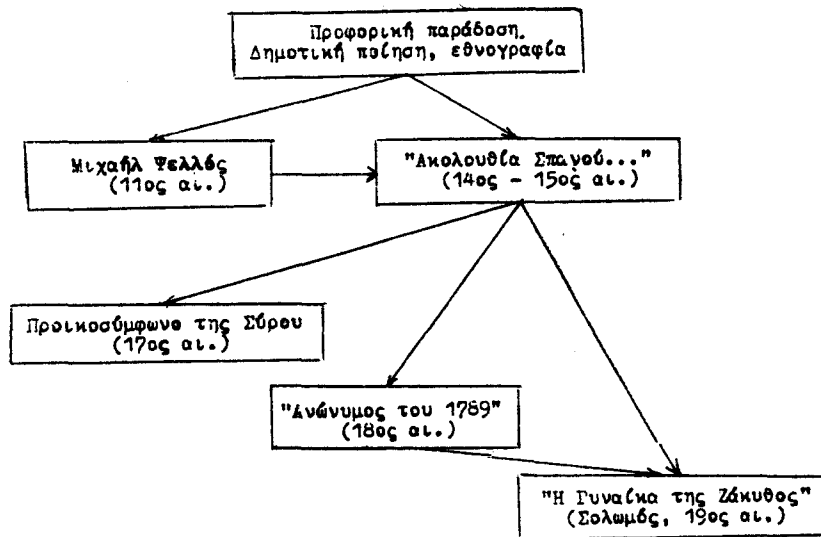 Προφορική παράδοση.
Δημοτική ποίηση, εθνογραφία
Μιχαήλ Ψελλός
(11ος αι.)
"Ακολουθία Σπανού..."
(14ος - 15ος αι.)
Προικοσύμφωνο της Σύρου
(17ος αι.)
"Ανώνυμος του 1789"
(18ος αι.)
"Η Γυναίκα της Ζάκυθος"
(Σολωμός, 19ος αι.)